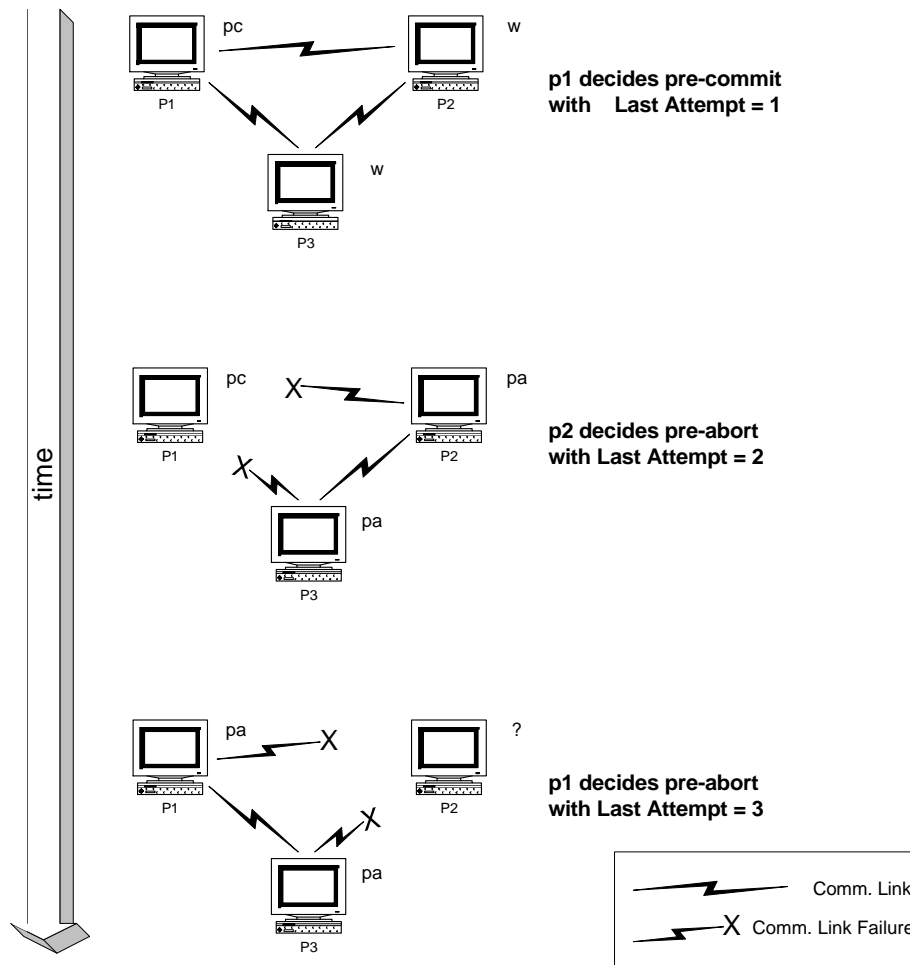 time
pc
w
P1
P2
p1 decides pre-commit
with Last Attempt = 1
w
P3
pc
X
pa
P1
P2
p2 decides pre-abort
with Last Attempt = 2
X
pa
P3
pa
X
?
P1
P2
p1 decides pre-abort
with Last Attempt = 3
X
pa
P3
Comm. Link
X Comm. Link Failure